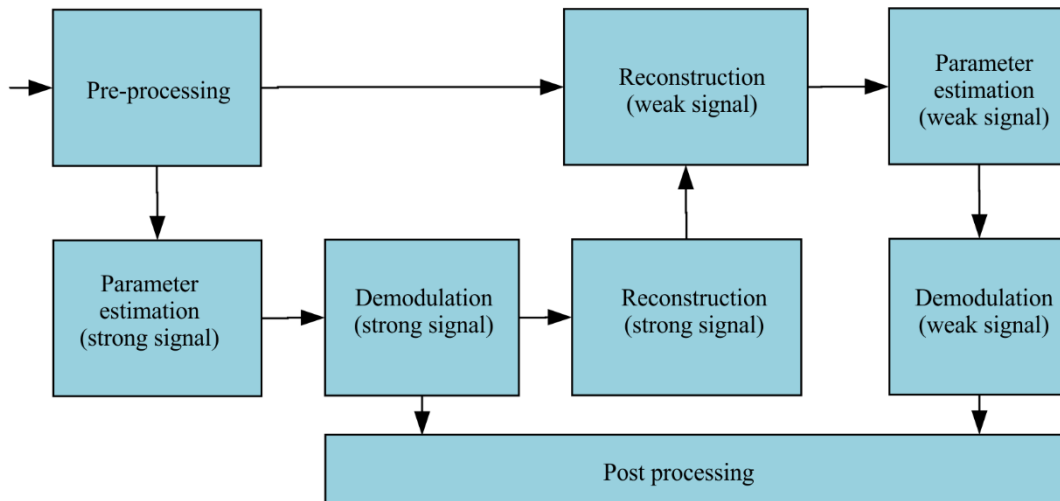 Pre-processing
Reconstruction
(weak signal)
Parameter
estimation
(weak signal)
Parameter
estimation
(strong signal)
Demodulation
(strong signal)
Reconstruction
(strong signal)
Demodulation
(weak signal)
Post processing